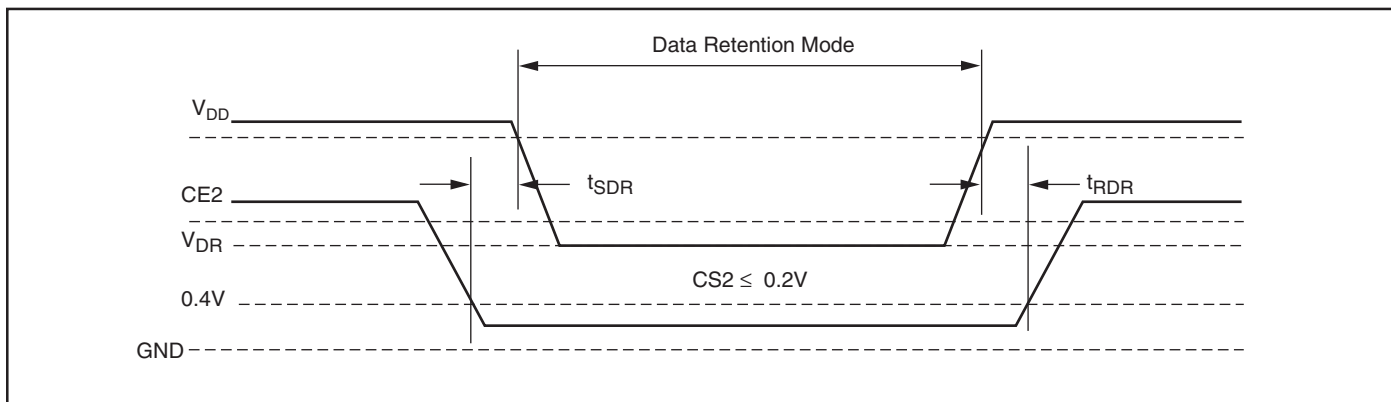 Data Retention Mode
VDD
tSDR
tRDR
CE2
VDR
CS2 ≤ 0.2V
0.4V
GND